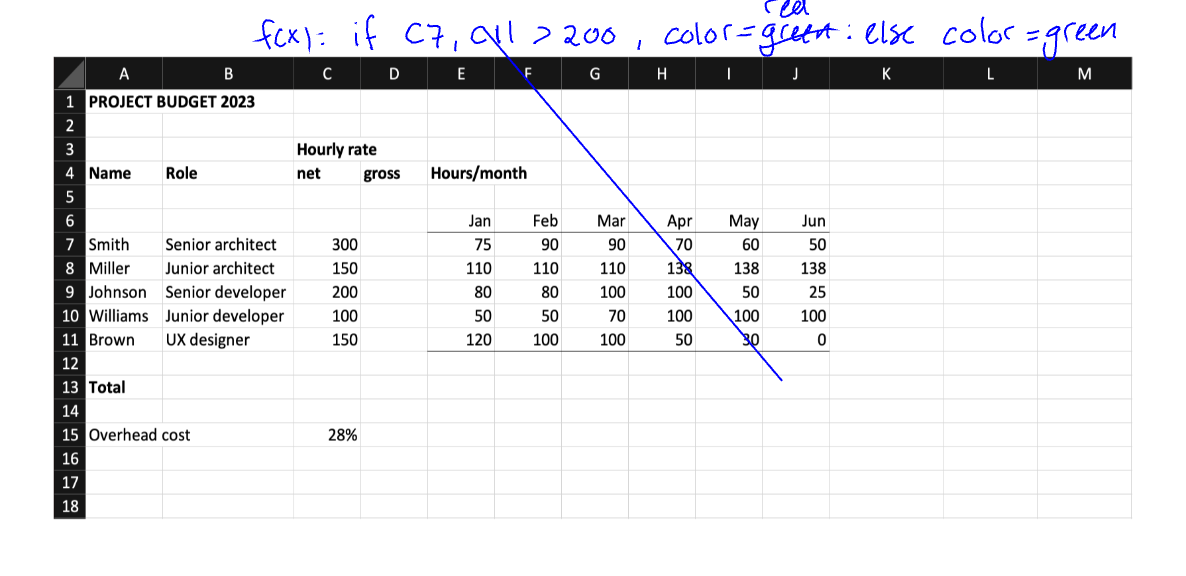 red
f(x): if C7, all > 200 , color = green : else color = green
A B C D E F G H I J K L M
1 PROJECT BUDGET 2023
2
3 Hourly rate
4 Name Role net gross Hours/month
5
6 Jan Feb Mar Apr May Jun
7 Smith Senior architect 300 75 90 90 70 60 50
8 Miller Junior architect 150 110 110 110 138 138 138
9 Johnson Senior developer 200 80 80 100 100 50 25
10 Williams Junior developer 100 50 50 70 100 100 100
11 Brown UX designer 150 120 100 100 50 30 0
12
13 Total
14
15 Overhead cost 28%
16
17
18